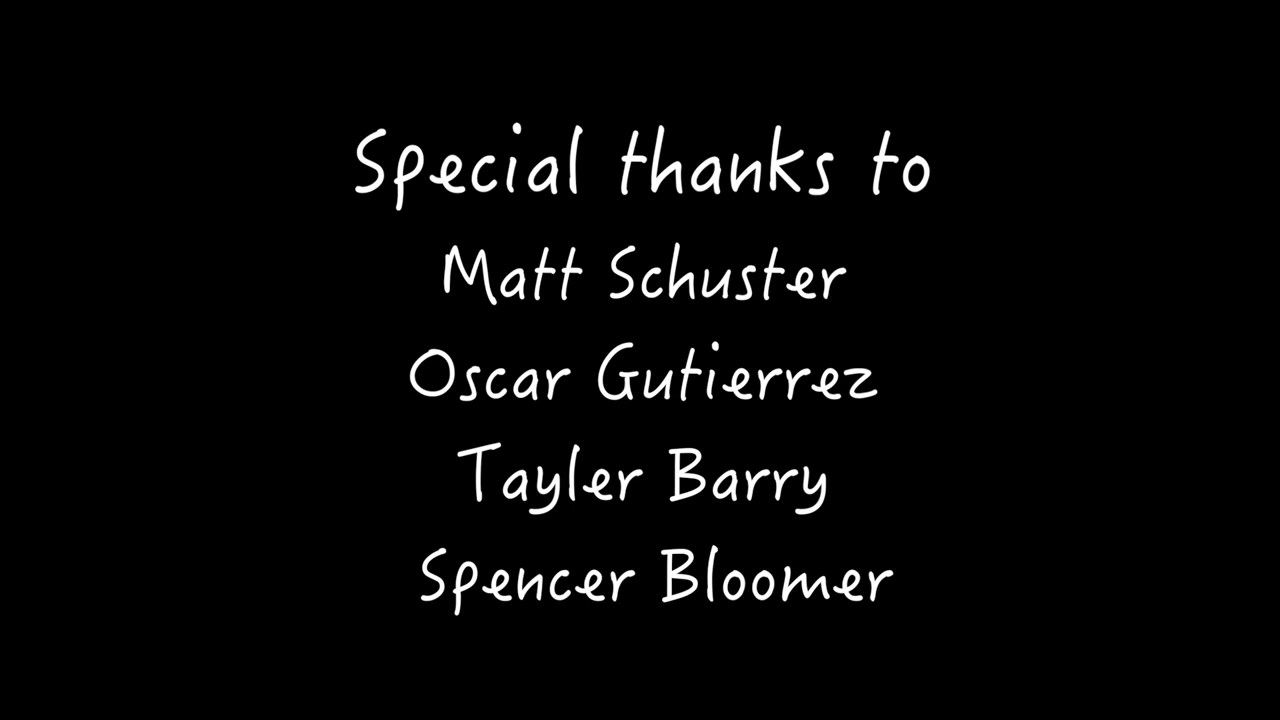 Special thanks to
Matt Schuster
Oscar Gutierrez
Tayler Barry
Spencer Bloomer